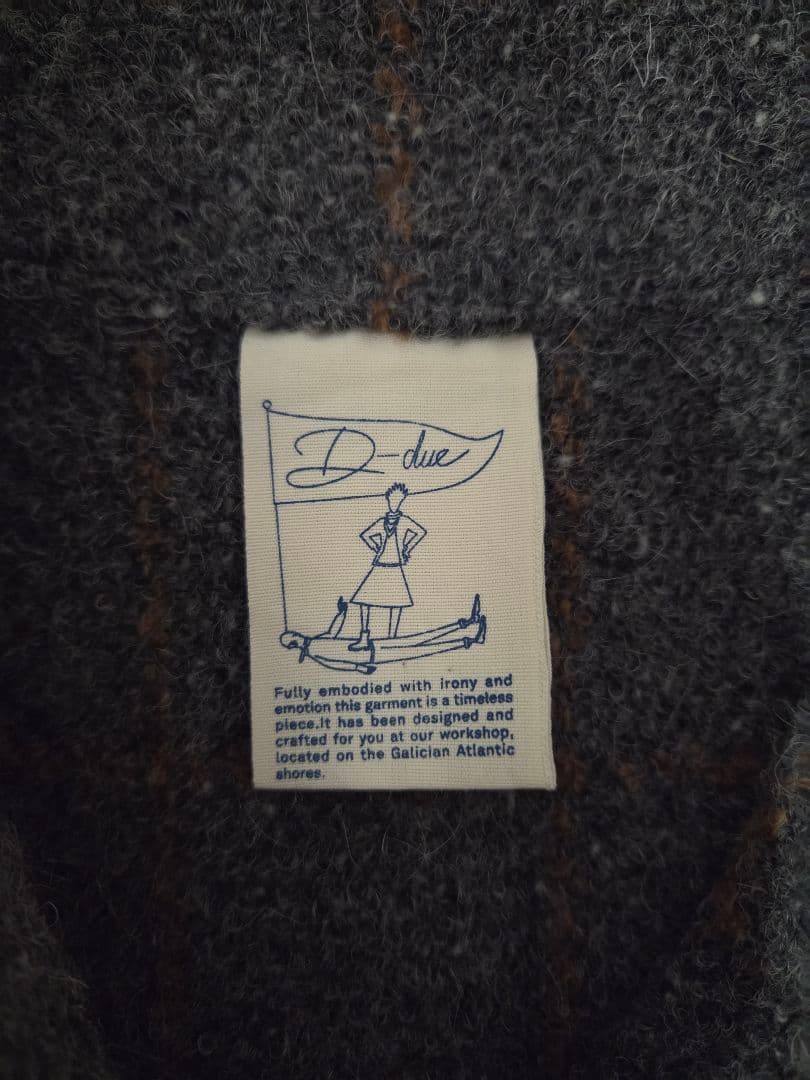 D-due
Fully embodied with irony and
emotion this garment is a timeless
piece.It has been designed and
crafted for you at our workshop,
located on the Galician Atlantic
shores.